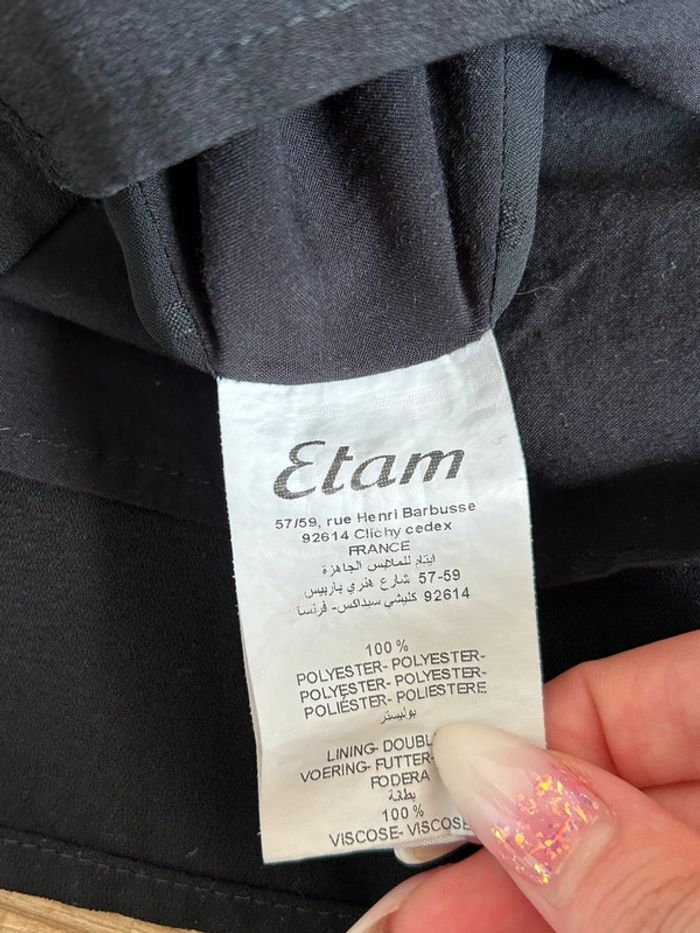 Etam
57/59, rue Henri Barbusse
92614 Clichy cedex
FRANCE
إيتام للملابس الجاهزة
57-59 شارع هنري باربيس
92614 كليشي سيداكس- فرنسا
100 %
POLYESTER- POLYESTER-
POLYESTER- POLYESTER-
POLIÉSTER- POLIESTERE
بوليستر
LINING- DOUBL
VOERING- FUTTER-
FODERA
بطانة
100 %
VISCOSE- VISCOSE